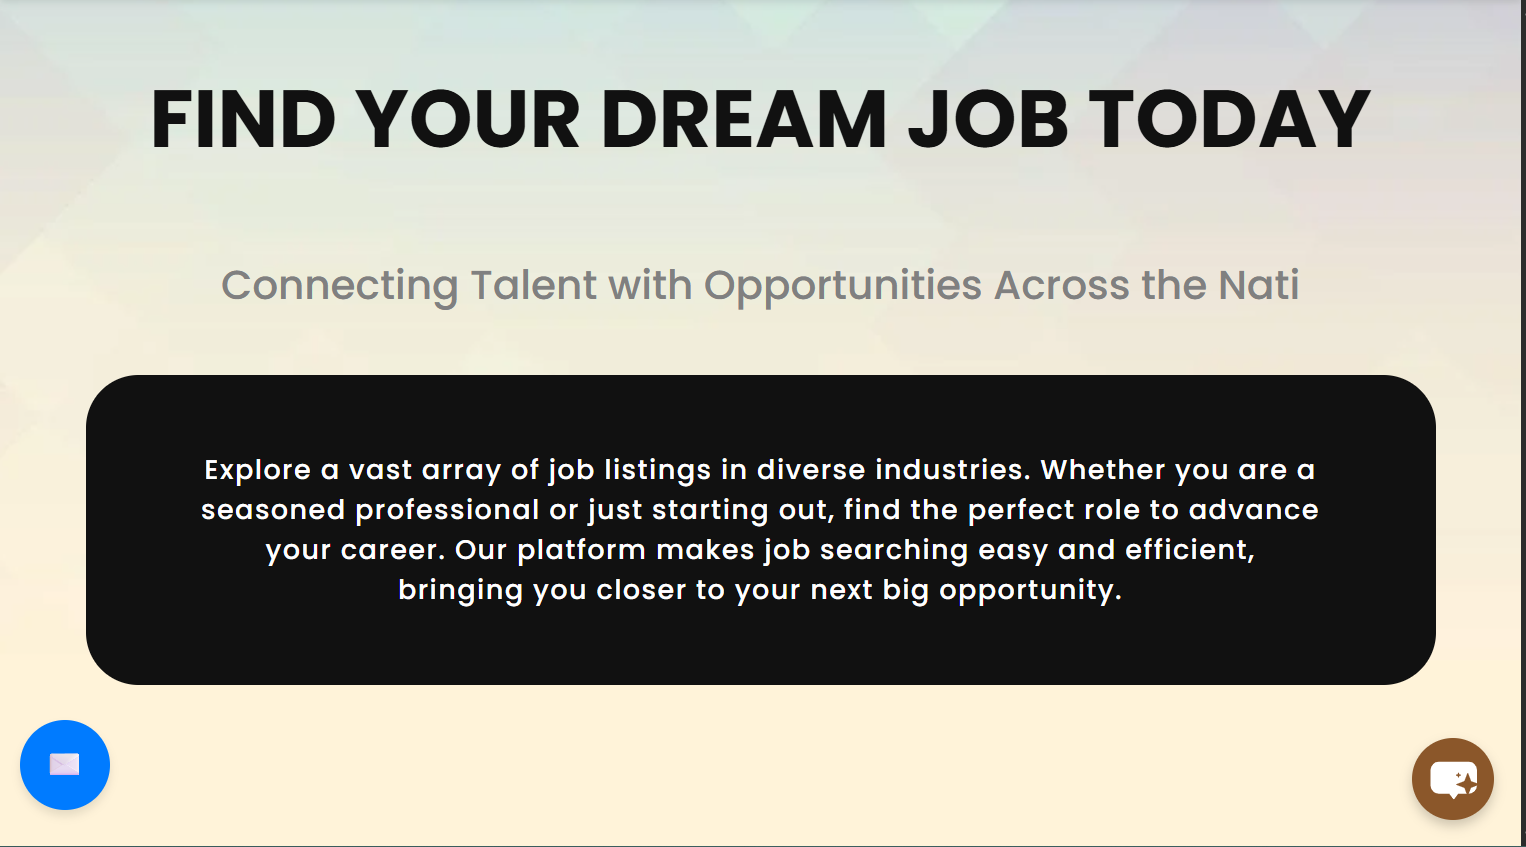 FIND YOUR DREAM JOB TODAY
Connecting Talent with Opportunities Across the Nati
Explore a vast array of job listings in diverse industries. Whether you are a
seasoned professional or just starting out, find the perfect role to advance
your career. Our platform makes job searching easy and efficient,
bringing you closer to your next big opportunity.